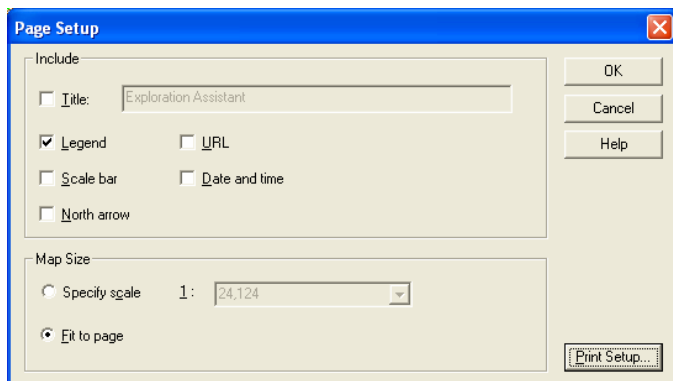 Page Setup
Include
Title: Exploration Assistant
OK
Cancel
Legend URL
Help
Scale bar Date and time
North arrow
Map Size
Specify scale 1: 24,124
Fit to page
Print Setup...